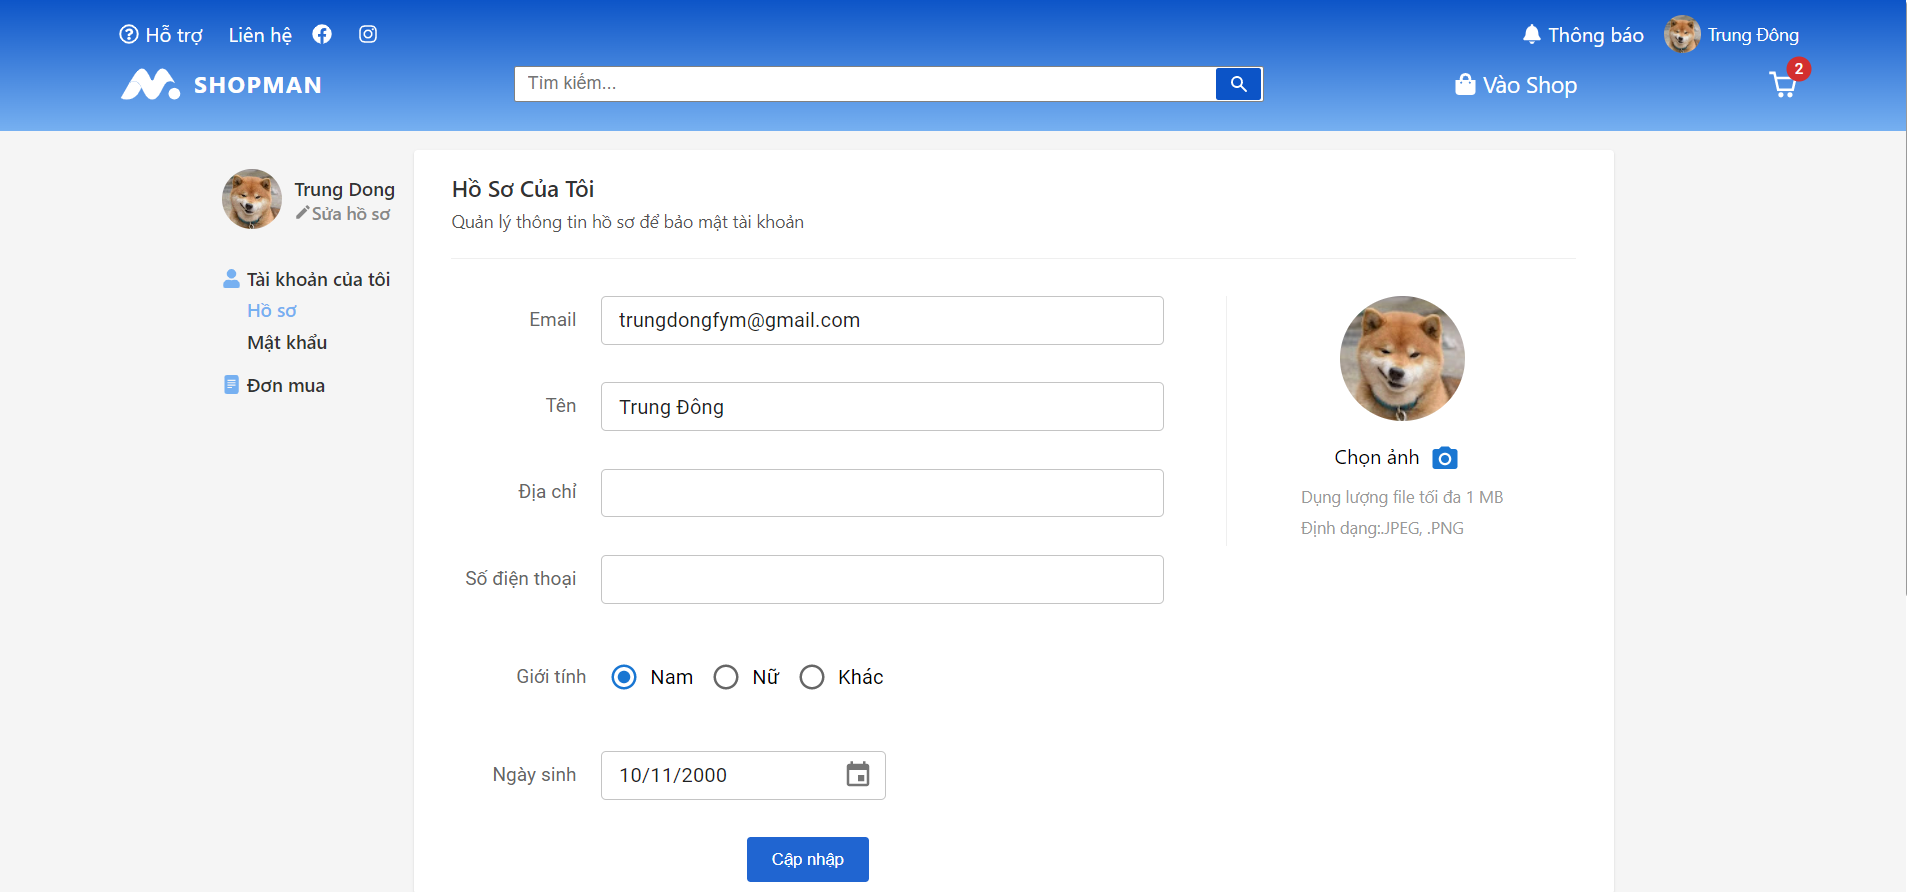 Hỗ trợ Liên hệ Thông báo Trung Đông
SHOPMAN Tìm kiếm... Vào Shop 2
Trung Dong
Sửa hồ sơ
Tài khoản của tôi
Hồ sơ
Mật khẩu
Đơn mua
Hồ Sơ Của Tôi
Quản lý thông tin hồ sơ để bảo mật tài khoản
Email trungdongfym@gmail.com
Tên Trung Đông
Địa chỉ
Số điện thoại
Giới tính Nam Nữ Khác
Ngày sinh 10/11/2000
Cập nhập
Chọn ảnh
Dụng lượng file tối đa 1 MB
Định dạng:.JPEG, .PNG